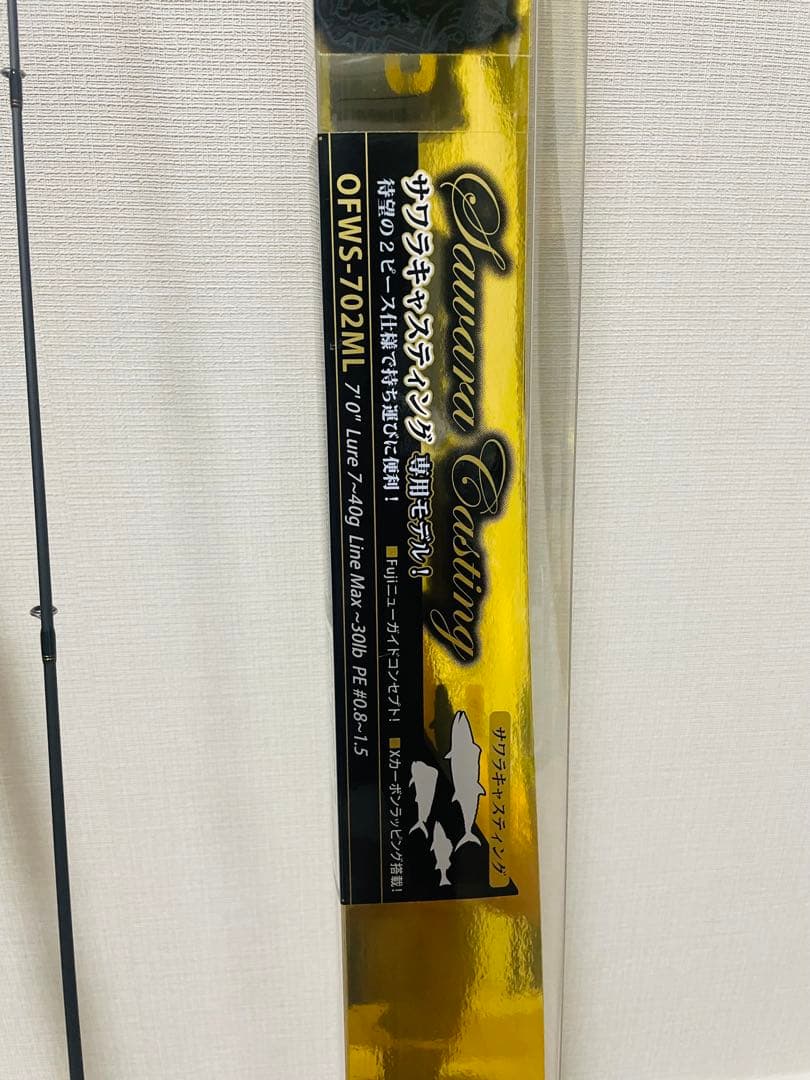 Sawara Casting
サワラキャスティング
サワラキャスティング 専用モデル!
待望の2ピース仕様で持ち運びに便利!
■Fujiニューガイドコンセプト! ■Xカーボンラッピング搭載!
OFWS-702ML 7'0" Lure 7~40g Line Max ~30lb PE #0.8~1.5